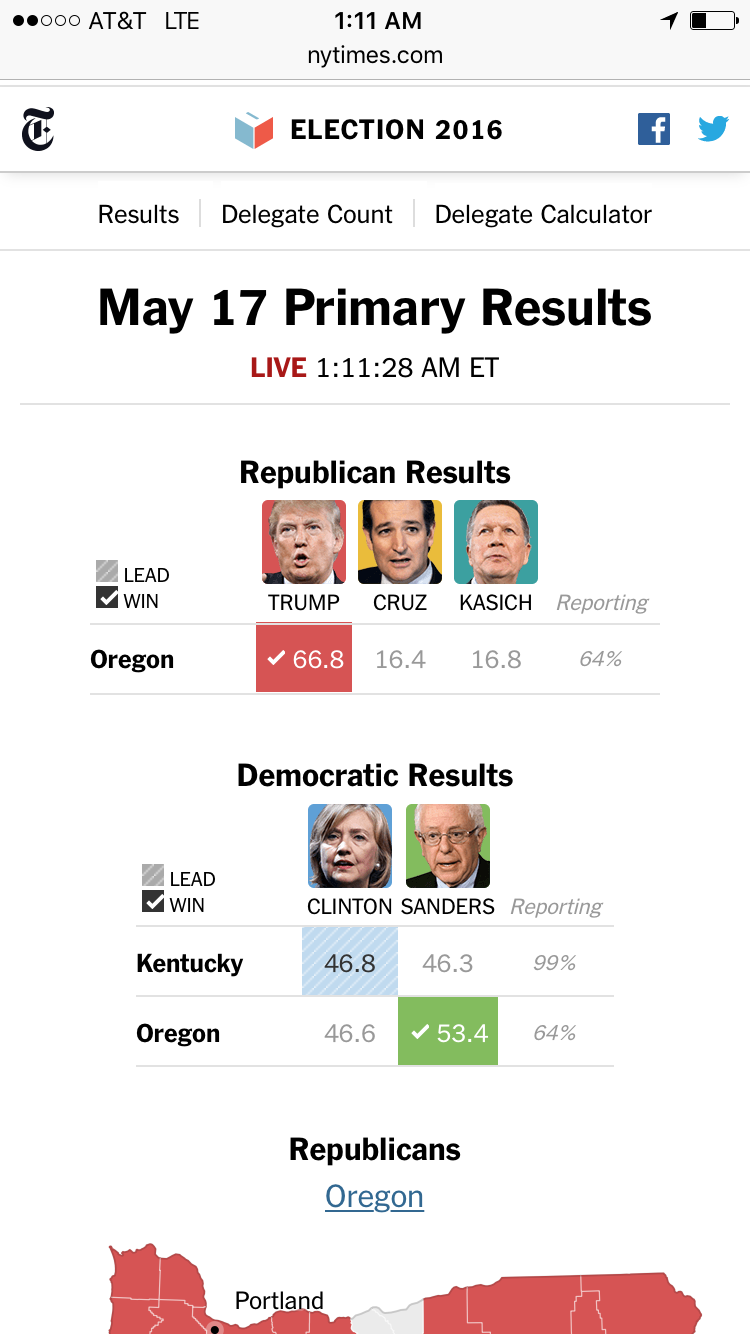 AT&T LTE 1:11 AM
nytimes.com
T ELECTION 2016
Results Delegate Count Delegate Calculator
May 17 Primary Results
LIVE 1:11:28 AM ET
Republican Results
LEAD
WIN TRUMP CRUZ KASICH Reporting
Oregon 66.8 16.4 16.8 64%
Democratic Results
LEAD
WIN CLINTON SANDERS Reporting
Kentucky 46.8 46.3 99%
Oregon 46.6 53.4 64%
Republicans
Oregon
Portland